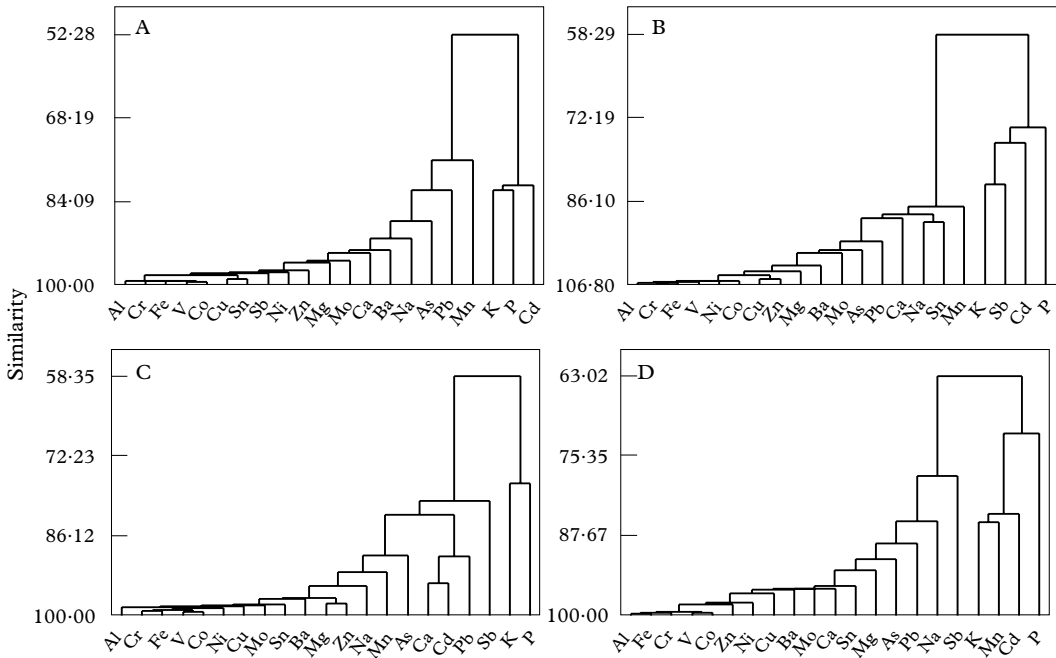 A
52·28
68·19
84·09
100·00
Al Cr Fe V Co Cu Sn Sb Ni Zn Mg Mo Ca Ba Na As Pb Mn K P Cd
B
58·29
72·19
86·10
106·80
Al Cr Fe V Ni Co Cu Zn Mg Ba Mo As Pb Ca Na Sn Mn K Sb Cd P
Similarity
C
58·35
72·23
86·12
100·00
Al Cr Fe V Co Ni Cu Mo Sn Ba Mg Zn Na Mn As Ca Cd Pb Sb K P
D
63·02
75·35
87·67
100·00
Al Fe Cr V Co Zn Ni Cu Ba Mo Ca Sn Mg As Pb Na Sb K Mn Cd P